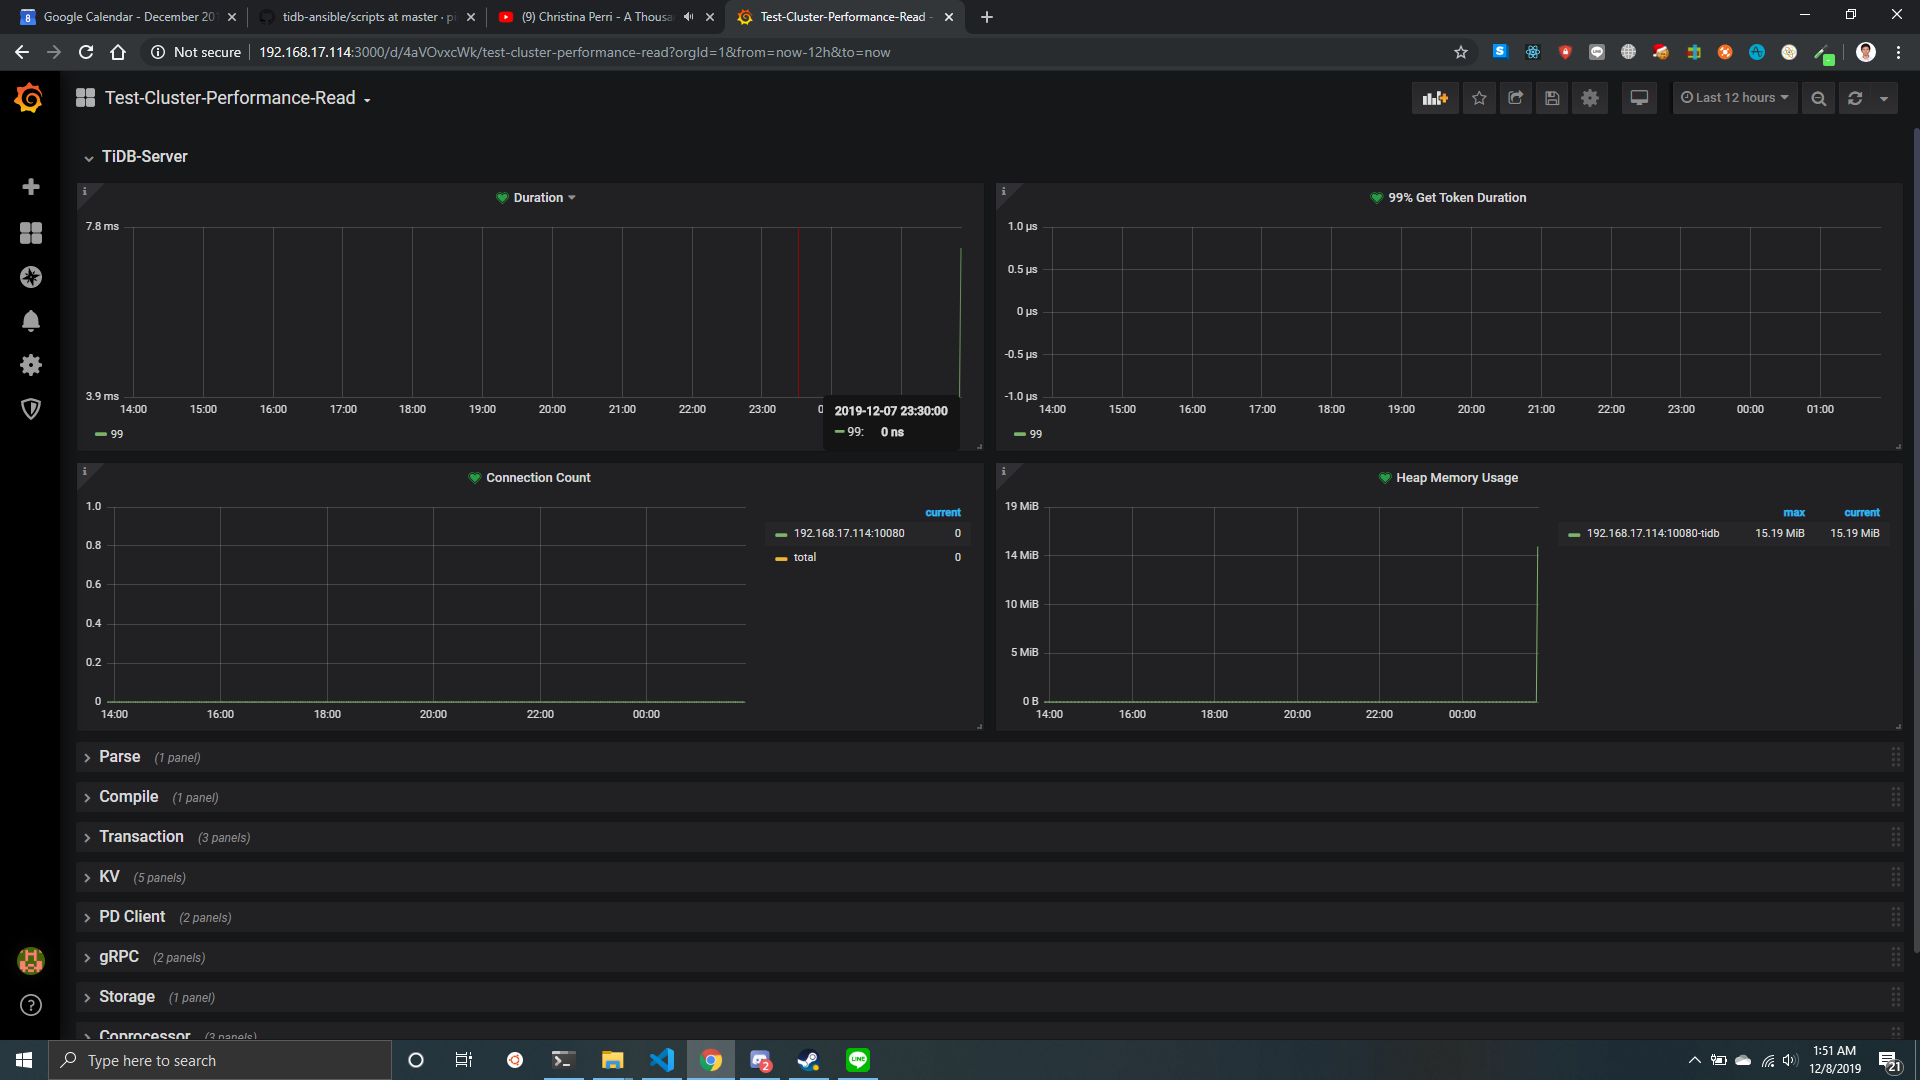 Google Calendar - December 201
tidb-ansible/scripts at master · pi
(9) Christina Perri - A Thousa
Test-Cluster-Performance-Read -
Not secure
192.168.17.114:3000/d/4aVOvxcWk/test-cluster-performance-read?orgId=1&from=now-12h&to=now
Test-Cluster-Performance-Read
Last 12 hours
TiDB-Server
Duration
7.8 ms
3.9 ms
14:00 15:00 16:00 17:00 18:00 19:00 20:00 21:00 22:00 23:00 0
2019-12-07 23:30:00
99: 0 ns
99
99% Get Token Duration
1.0 µs
0.5 µs
0 µs
-0.5 µs
-1.0 µs
14:00 15:00 16:00 17:00 18:00 19:00 20:00 21:00 22:00 23:00 00:00 01:00
99
Connection Count
1.0
0.8
0.6
0.4
0.2
0
14:00 16:00 18:00 20:00 22:00 00:00
current
192.168.17.114:10080 0
total 0
Heap Memory Usage
19 MiB
14 MiB
10 MiB
5 MiB
0 B
14:00 16:00 18:00 20:00 22:00 00:00
max current
192.168.17.114:10080-tidb 15.19 MiB 15.19 MiB
Parse (1 panel)
Compile (1 panel)
Transaction (3 panels)
KV (5 panels)
PD Client (2 panels)
gRPC (2 panels)
Storage (1 panel)
Coprocessor (3 panels)
Type here to search
2
1:51 AM
12/8/2019
21